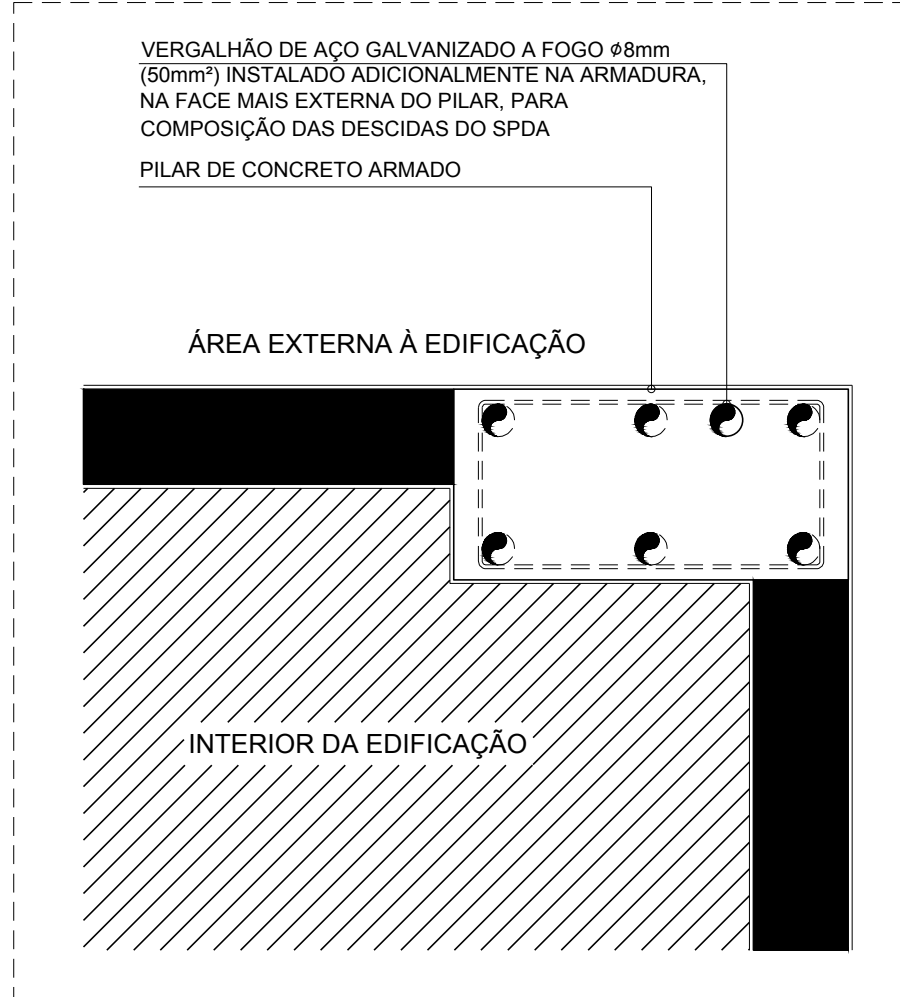 VERGALHÃO DE AÇO GALVANIZADO A FOGO ø8mm
(50mm²) INSTALADO ADICIONALMENTE NA ARMADURA,
NA FACE MAIS EXTERNA DO PILAR, PARA
COMPOSIÇÃO DAS DESCIDAS DO SPDA
PILAR DE CONCRETO ARMADO
ÁREA EXTERNA À EDIFICAÇÃO
INTERIOR DA EDIFICAÇÃO